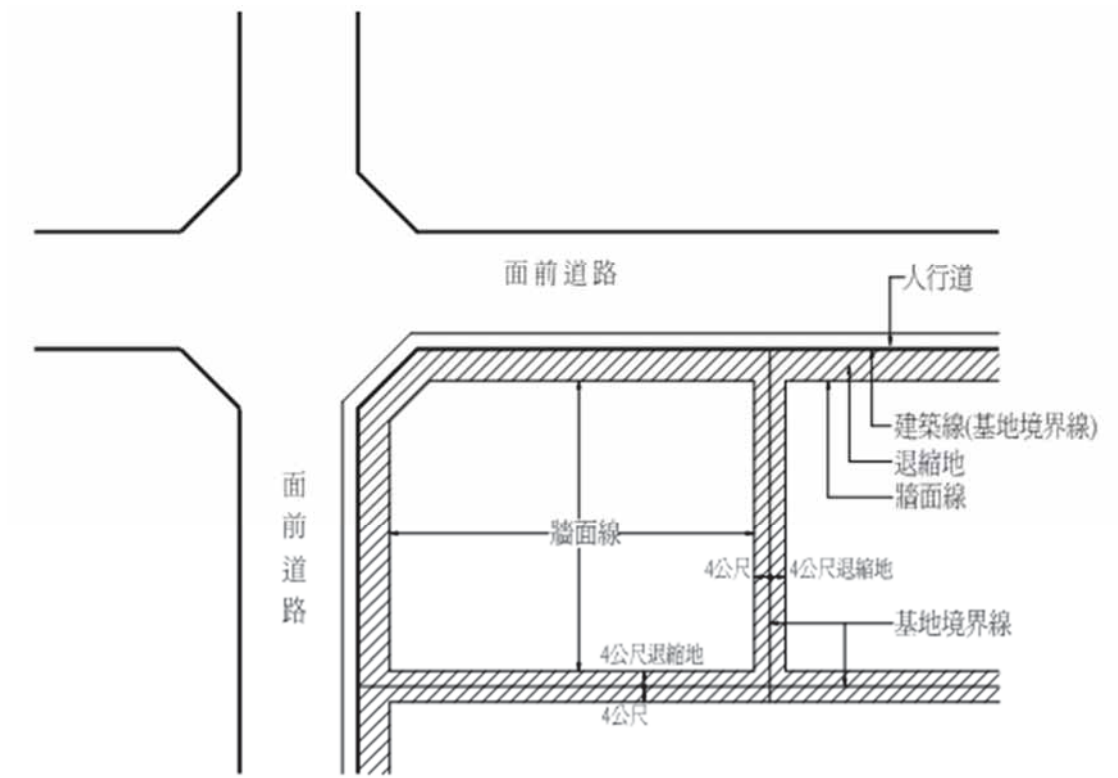 面前道路
人行道
建築線(基地境界線)
退縮地
牆面線
面前道路
牆面線
4公尺
4公尺退縮地
基地境界線
4公尺退縮地
4公尺